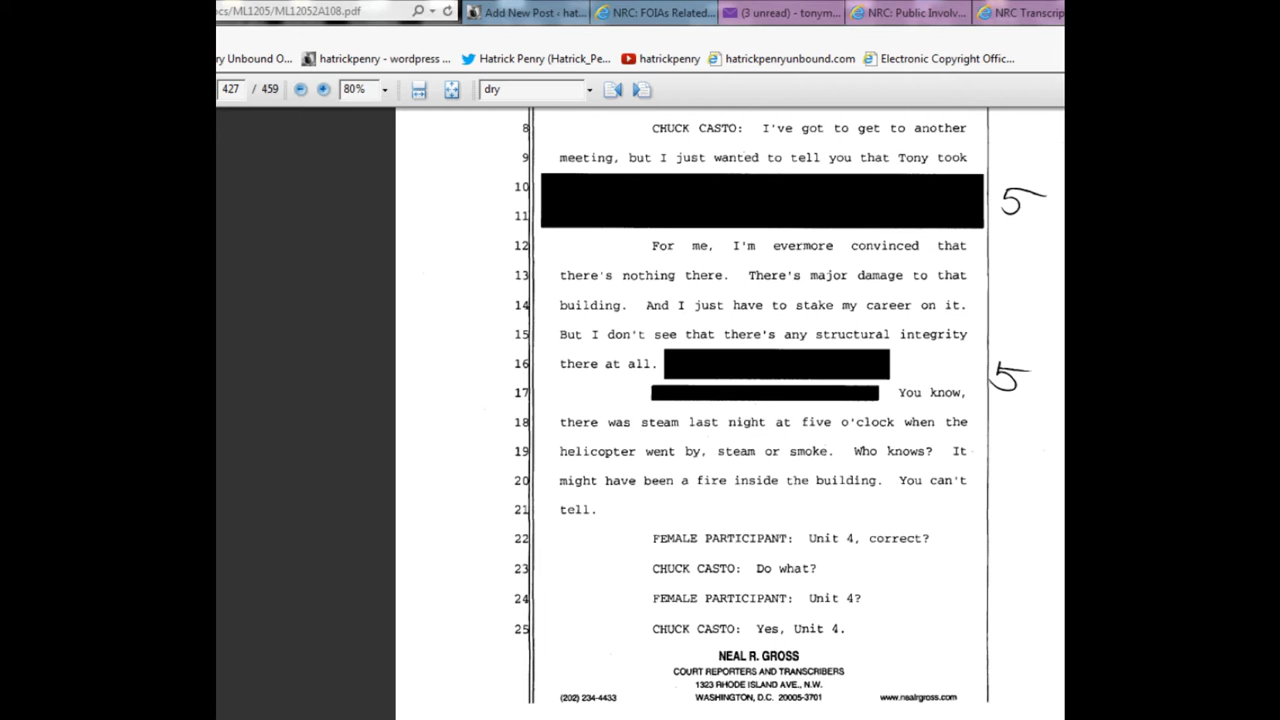 ocs/ML1205/ML12052A108.pdf
Add New Post ‹ hat...
NRC: FOIAs Related...
(3 unread) - tonym...
NRC: Public Involv...
NRC Transcrip
ry Unbound O...
hatrickpenry - wordpress ...
Hatrick Penry (Hatrick_Pe...
hatrickpenry
hatrickpenryunbound.com
Electronic Copyright Offic...
427 / 459
80%
dry
8 CHUCK CASTO: I've got to get to another
9 meeting, but I just wanted to tell you that Tony took
10
5
11
12 For me, I'm evermore convinced that
13 there's nothing there. There's major damage to that
14 building. And I just have to stake my career on it.
15 But I don't see that there's any structural integrity
16 there at all.
5
17 You know,
18 there was steam last night at five o'clock when the
19 helicopter went by, steam or smoke. Who knows? It
20 might have been a fire inside the building. You can't
21 tell.
22 FEMALE PARTICIPANT: Unit 4, correct?
23 CHUCK CASTO: Do what?
24 FEMALE PARTICIPANT: Unit 4?
25 CHUCK CASTO: Yes, Unit 4.
NEAL R. GROSS
COURT REPORTERS AND TRANSCRIBERS
1323 RHODE ISLAND AVE., N.W.
(202) 234-4433 WASHINGTON, D.C. 20005-3701 www.nealrgross.com